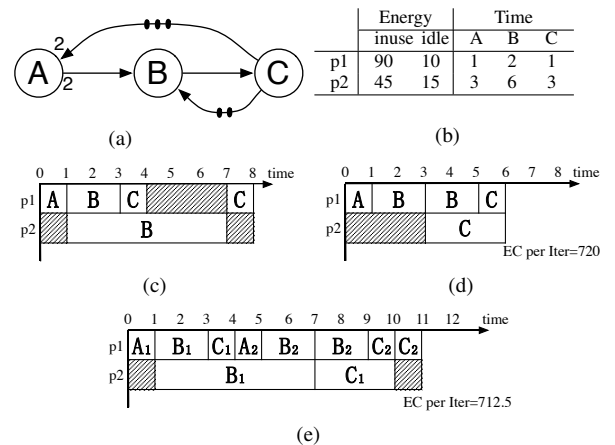 2
A B C
2
(a)
Energy Time
inuse idle A B C
p1 90 10 1 2 1
p2 45 15 3 6 3
(b)
0 1 2 3 4 5 6 7 8 time
p1 A B C C
p2 B
(c)
0 1 2 3 4 5 6 7 8 time
p1 A B B C
p2 C
EC per Iter=720
(d)
0 1 2 3 4 5 6 7 8 9 10 11 12 time
p1 A1 B1 C1 A2 B2 B2 C2 C2
p2 B1 C1
EC per Iter=712.5
(e)